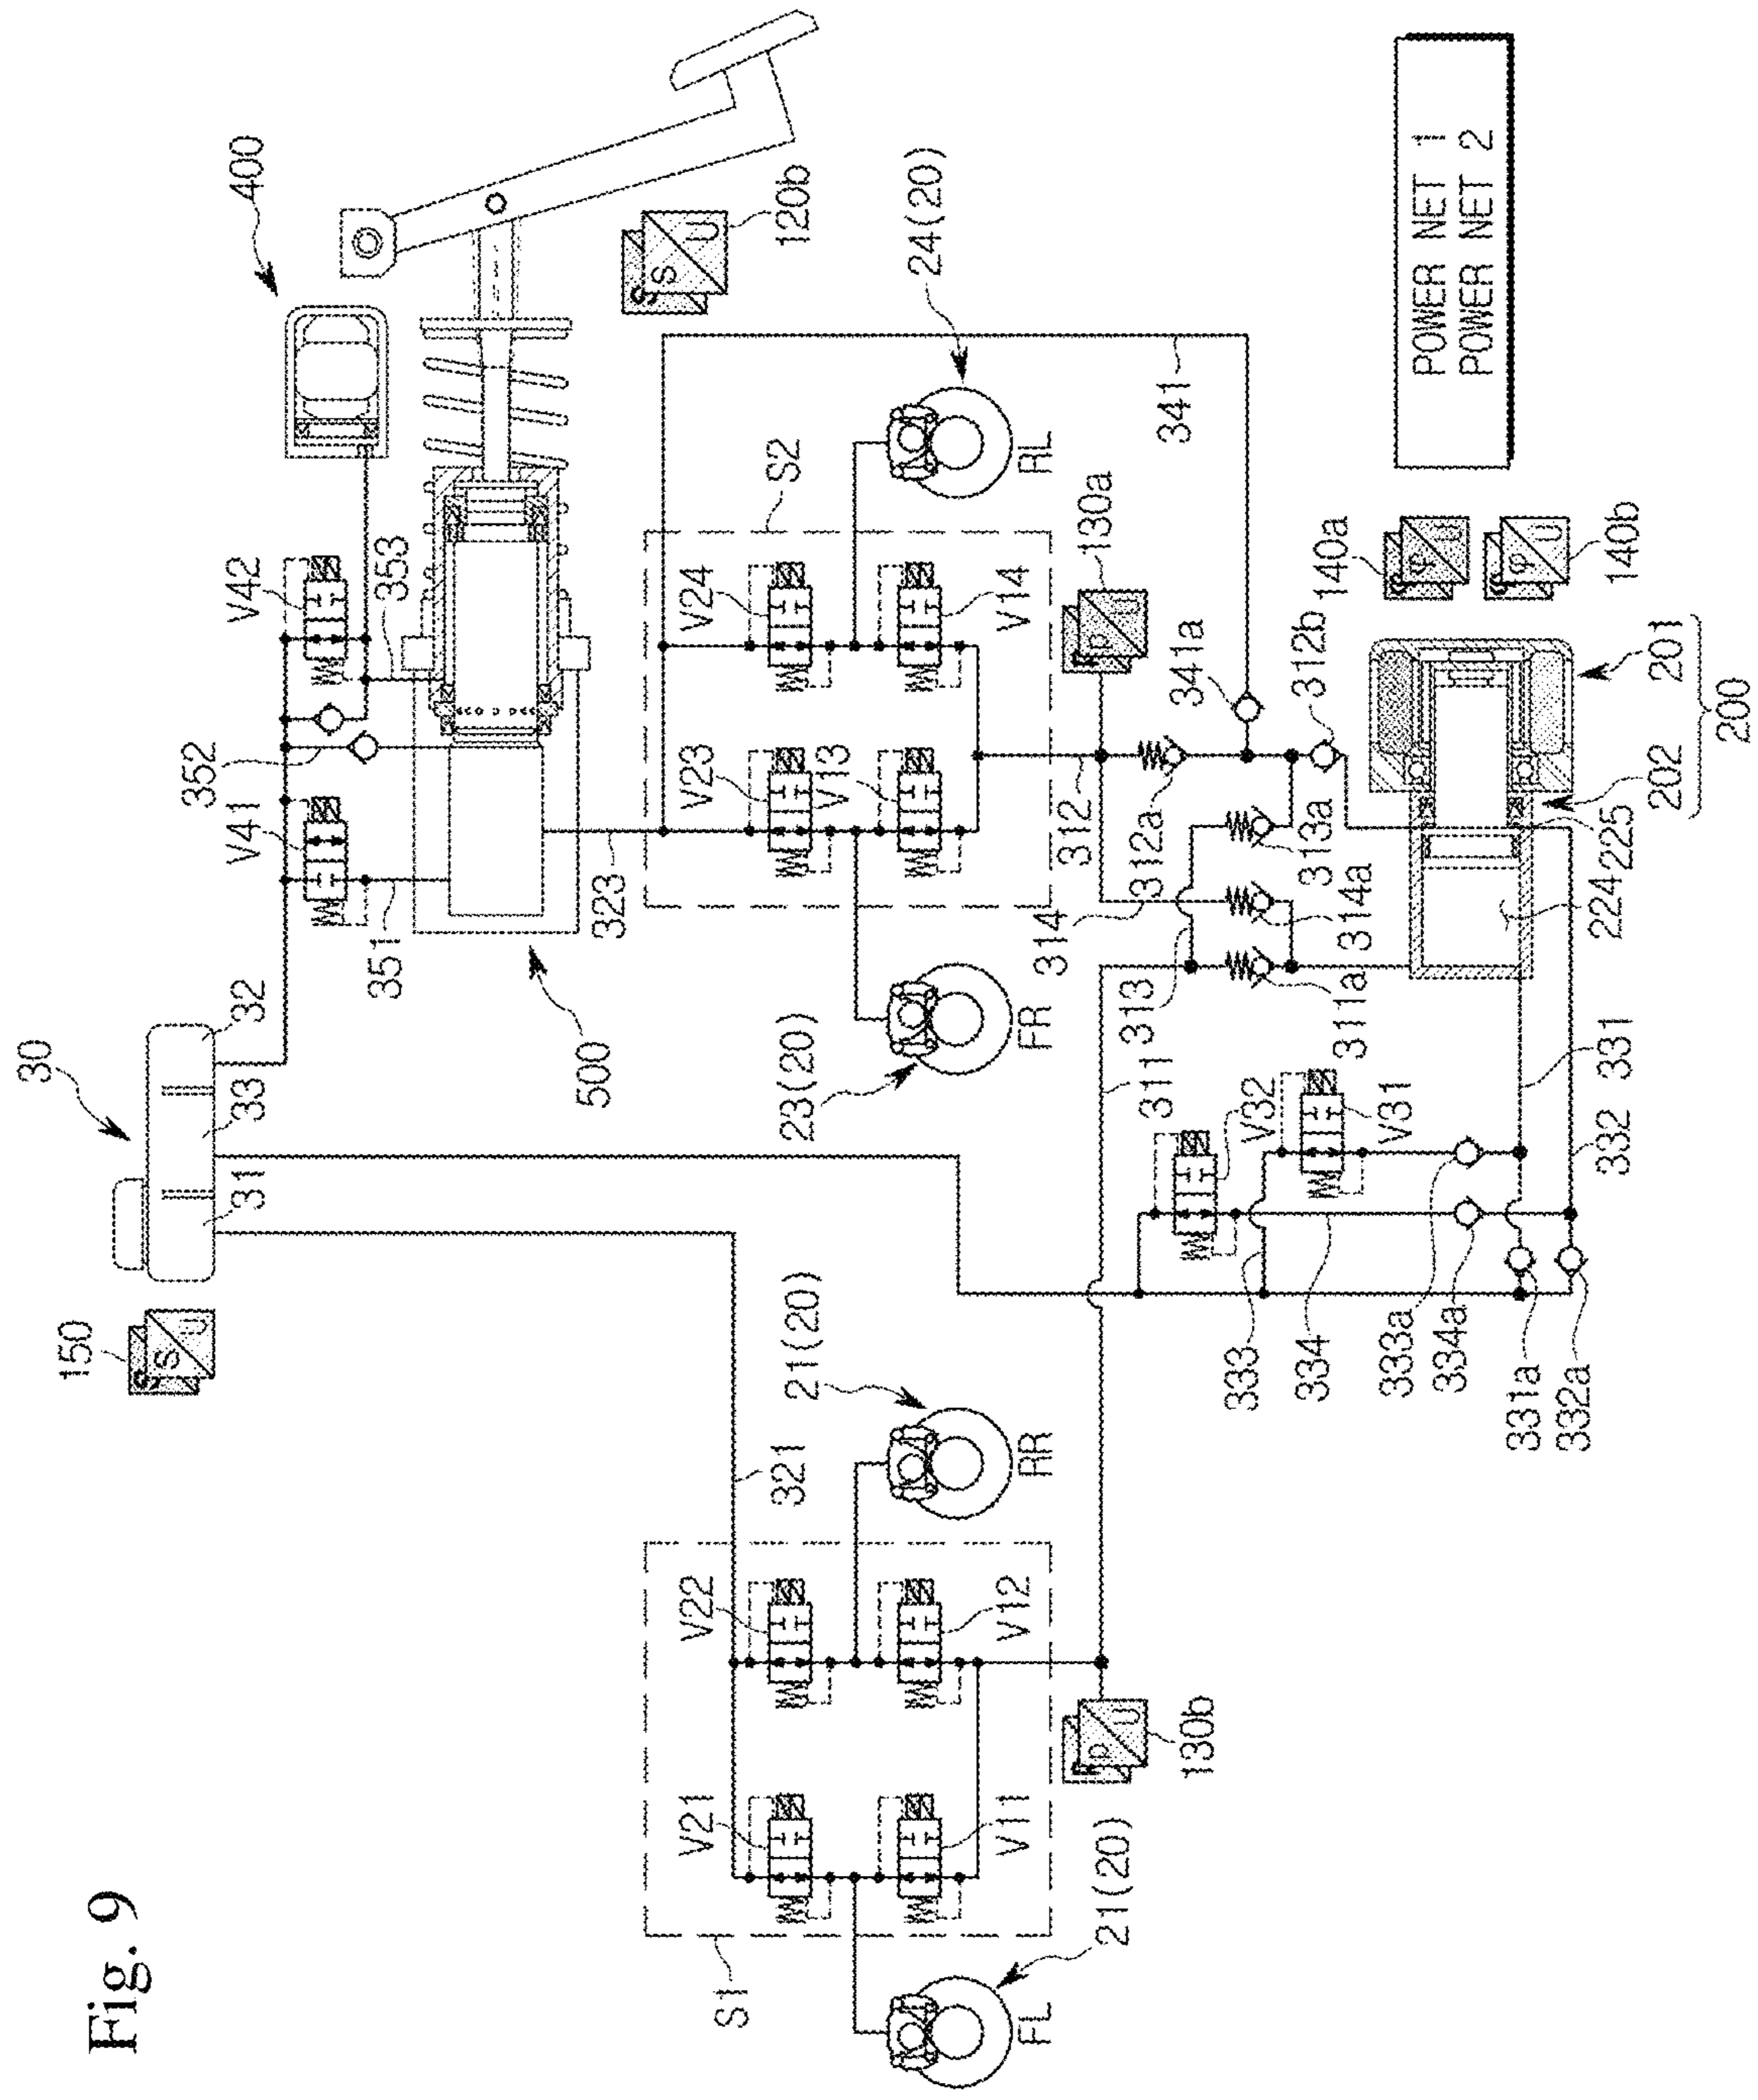 Fig. 9
30
150
S S U
31
33
32
352
V41
V42
400
351
353
500
323
V21
V22
V23
V24
S1
321
S2
S S U
120b
21(20)
23(20)
24(20)
V11
V12
V13
V14
FL
RR
FR
RL
21(20)
P U
130b
312
P U
130a
314
313
311
312a
341
341a
333
V32
334
313a
312b
311a
314a
V31
333a
334a
140a
φ U
φ U
140b
331a
332a
331
332
224
225
202
201
200
POWER NET 1
POWER NET 2